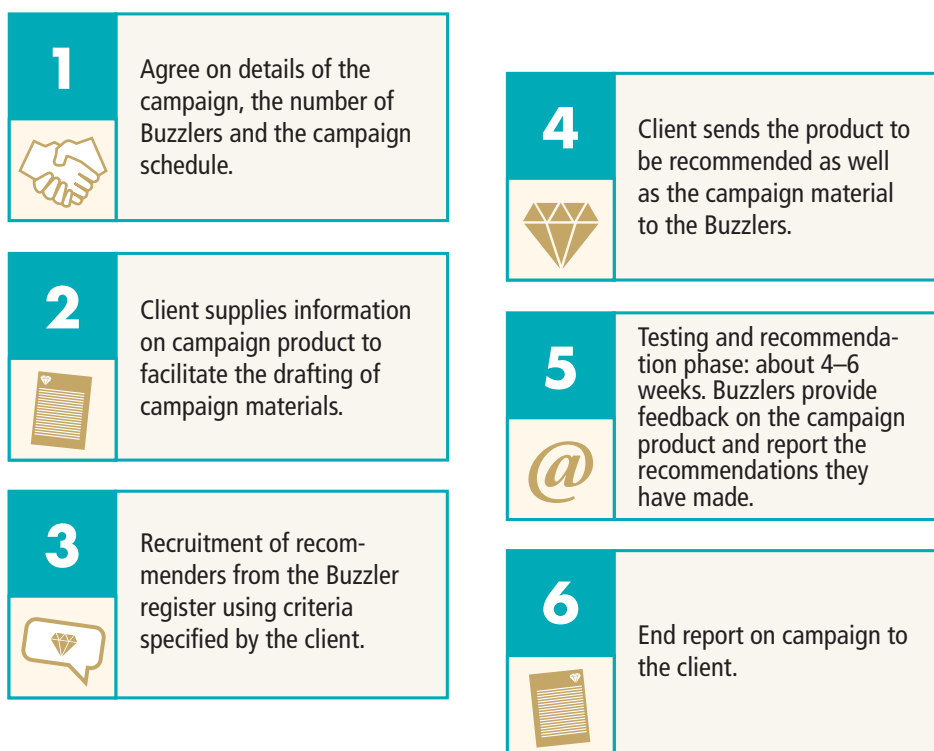 1
Agree on details of the
campaign, the number of
Buzzlers and the campaign
schedule.
2
Client supplies information
on campaign product to
facilitate the drafting of
campaign materials.
3
Recruitment of recom-
menders from the Buzzler
register using criteria
specified by the client.
4
Client sends the product to
be recommended as well
as the campaign material
to the Buzzlers.
5
Testing and recommenda-
tion phase: about 4–6
weeks. Buzzlers provide
feedback on the campaign
product and report the
recommendations they
have made.
@
6
End report on campaign to
the client.